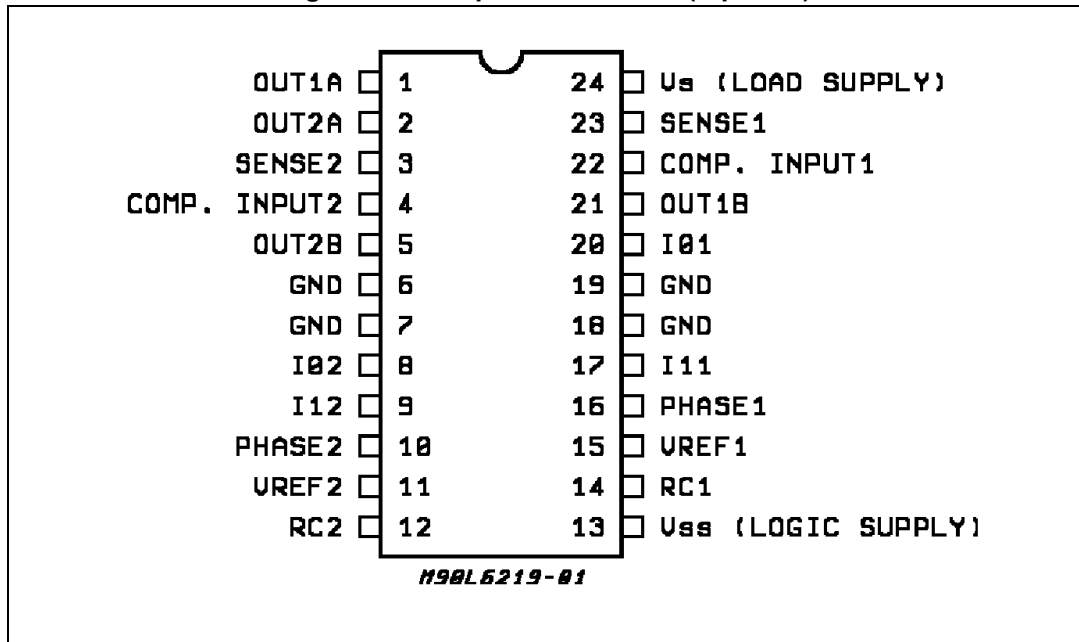 OUT1A 1 24 Vs (LOAD SUPPLY)
OUT2A 2 23 SENSE1
SENSE2 3 22 COMP. INPUT1
COMP. INPUT2 4 21 OUT1B
OUT2B 5 20 I01
GND 6 19 GND
GND 7 18 GND
I02 8 17 I11
I12 9 16 PHASE1
PHASE2 10 15 VREF1
VREF2 11 14 RC1
RC2 12 13 Vss (LOGIC SUPPLY)
M90L6219-01